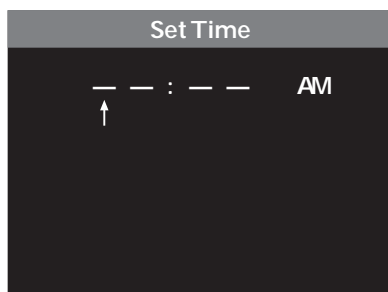 Set Time
— — : — — AM